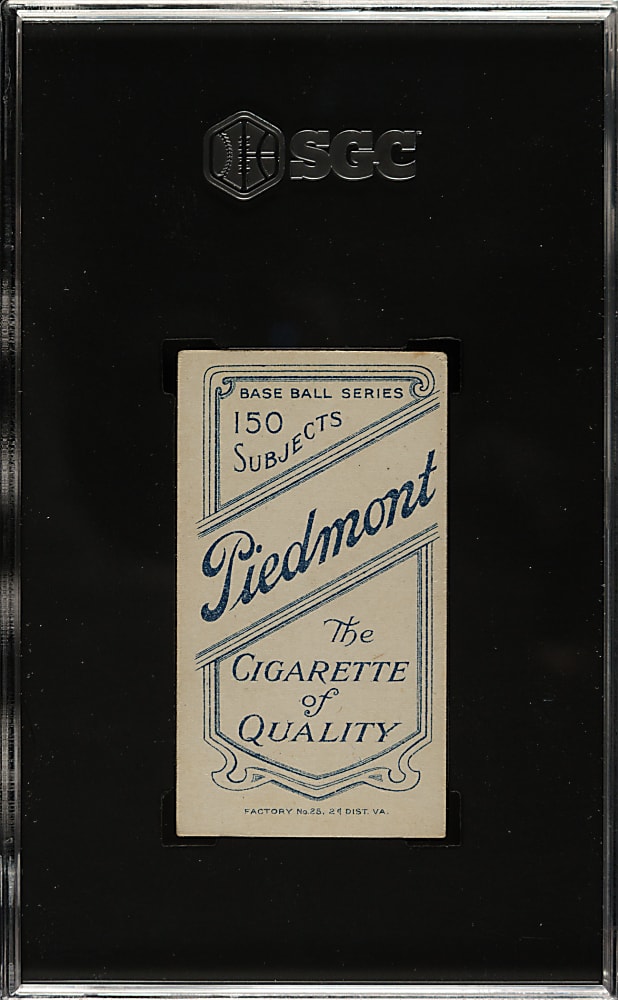 SGC
BASE BALL SERIES
150
SUBJECTS
Piedmont
The
CIGARETTE
of
QUALITY
FACTORY No.25, 2d DIST. VA.